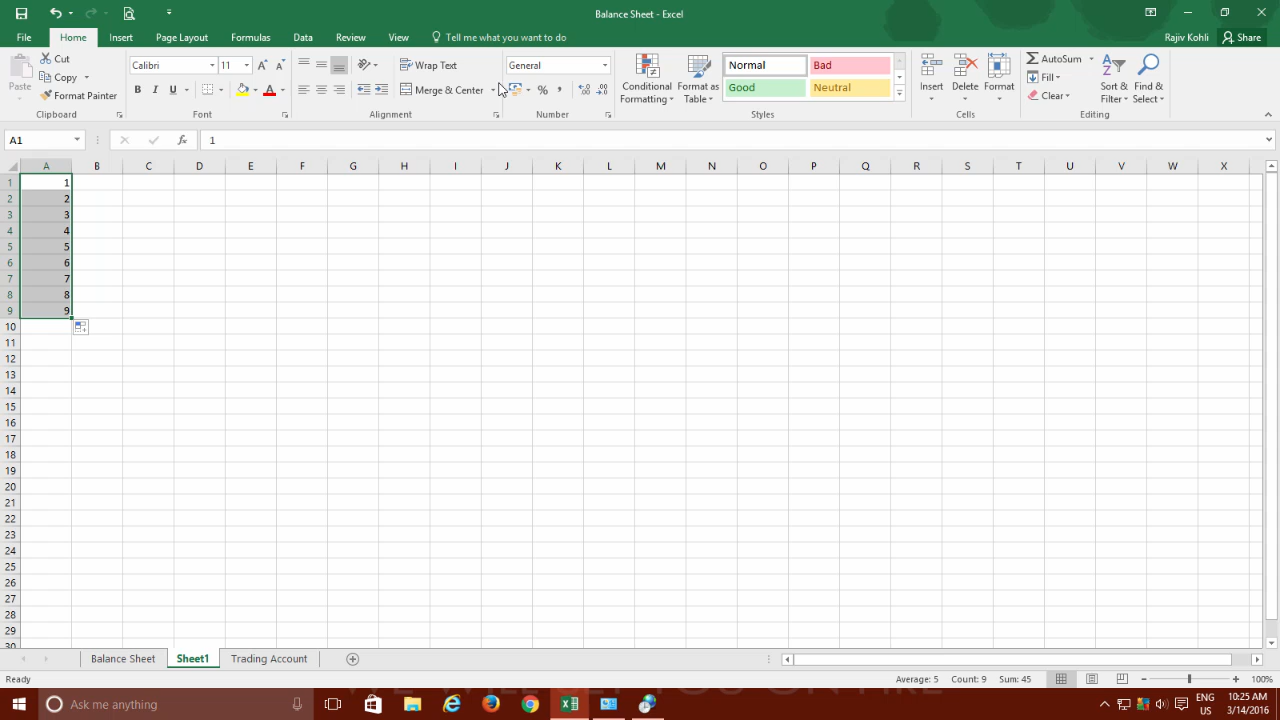 Balance Sheet - Excel
File Home Insert Page Layout Formulas Data Review View Tell me what you want to do Rajiv Kohli Share
Paste Cut Copy Format Painter Clipboard
Calibri 11 B I U Font
Wrap Text Merge & Center Alignment
General % , Number
Conditional Formatting Format as Table Normal Bad Good Neutral Styles
Insert Delete Format Cells
AutoSum Fill Clear Sort & Filter Find & Select Editing
A1 fx 1
A B C D E F G H I J K L M N O P Q R S T U V W X
1 1
2 2
3 3
4 4
5 5
6 6
7 7
8 8
9 9
10
11
12
13
14
15
16
17
18
19
20
21
22
23
24
25
26
27
28
29
30
Balance Sheet Sheet1 Trading Account
Ready Average: 5 Count: 9 Sum: 45 100%
Ask me anything ENG US 10:25 AM 3/14/2016